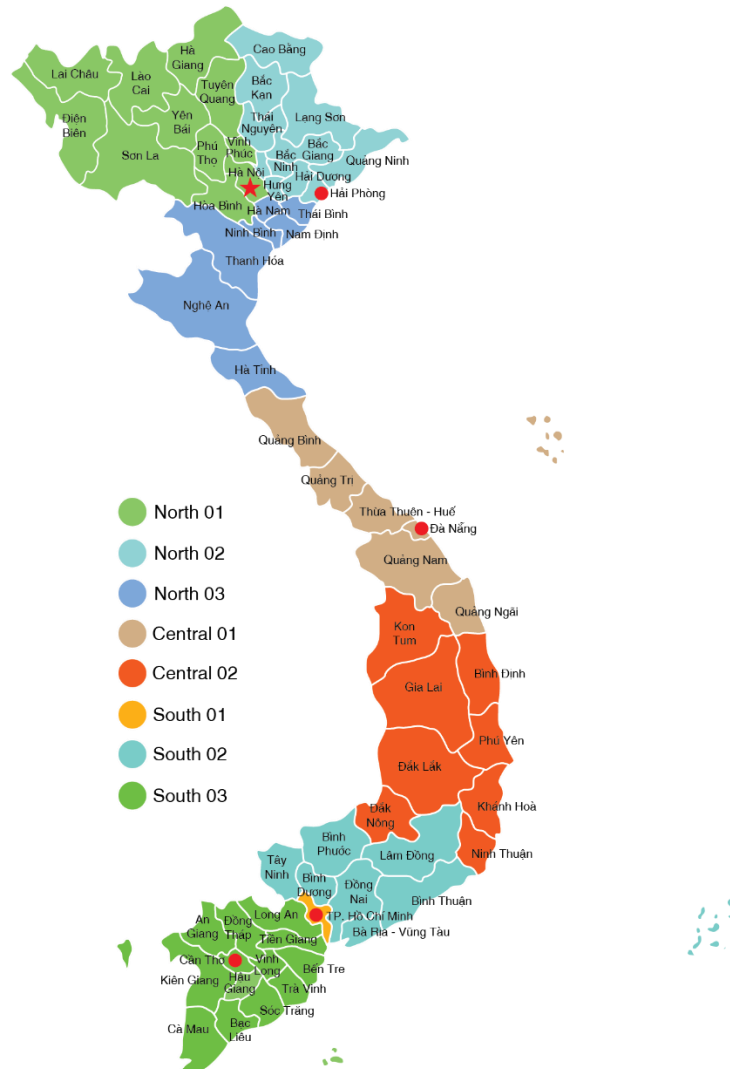 Cao Bằng
Hà
Giang
Lai Châu
Lào
Cai
Tuyên
Quang
Bắc
Kạn
Điện
Biên
Yên
Bái
Thái
Nguyên
Lạng Sơn
Sơn La
Phú
Thọ
Vĩnh
Phúc
Bắc
Giang
Bắc
Ninh
Quảng Ninh
Hà Nội
Hải Dương
Hưng
Yên
Hải Phòng
Hòa Bình
Hà Nam
Thái Bình
Ninh Bình
Nam Định
Thanh Hóa
Nghệ An
Hà Tĩnh
Quảng Bình
Quảng Trị
Thừa Thuên - Huế
Đà Nẵng
Quảng Nam
Quảng Ngãi
North 01
North 02
North 03
Central 01
Central 02
South 01
South 02
South 03
Kon
Tum
Gia Lai
Bình Định
Phú Yên
Đắk Lắk
Khánh Hoà
Đắk
Nông
Ninh Thuận
Bình
Phước
Lâm Đồng
Tây
Ninh
Bình
Dương
Đồng
Nai
Bình Thuận
TP. Hồ Chí Minh
Bà Rịa - Vũng Tàu
Long An
An
Giang
Đồng
Tháp
Tiền Giang
Cần Thơ
Vĩnh
Long
Bến Tre
Kiên Giang
Hậu
Giang
Trà Vinh
Sóc Trăng
Cà Mau
Bạc
Liêu